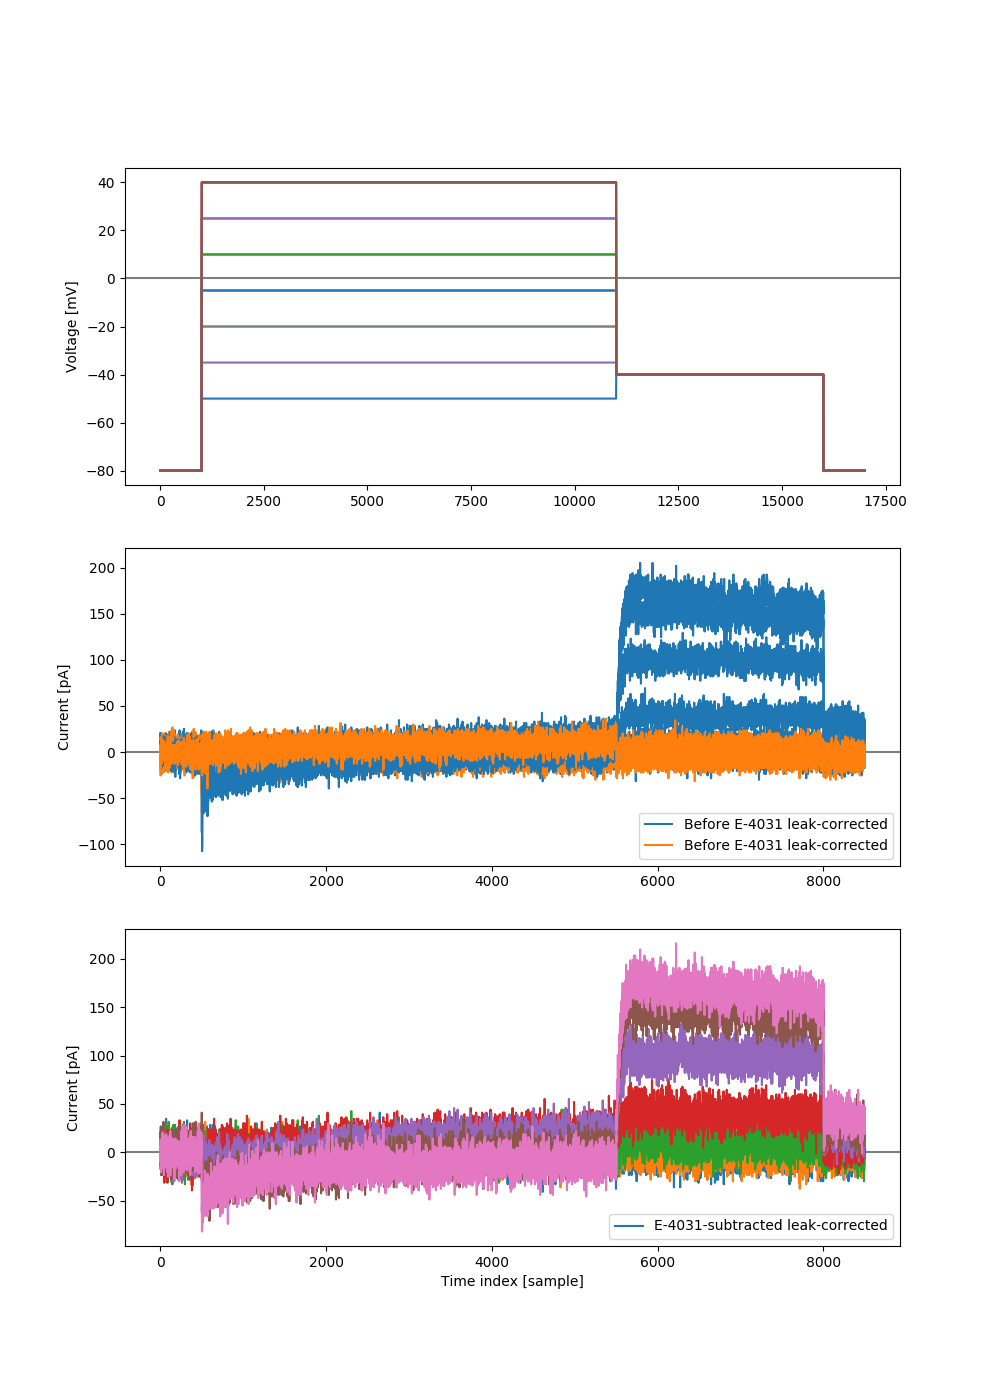 40
20
0
−20
−40
−60
−80
Voltage [mV]
0 2500 5000 7500 10000 12500 15000 17500
200
150
100
50
0
−50
−100
Current [pA]
Before E-4031 leak-corrected
Before E-4031 leak-corrected
0 2000 4000 6000 8000
200
150
100
50
0
−50
Current [pA]
E-4031-subtracted leak-corrected
0 2000 4000 6000 8000
Time index [sample]